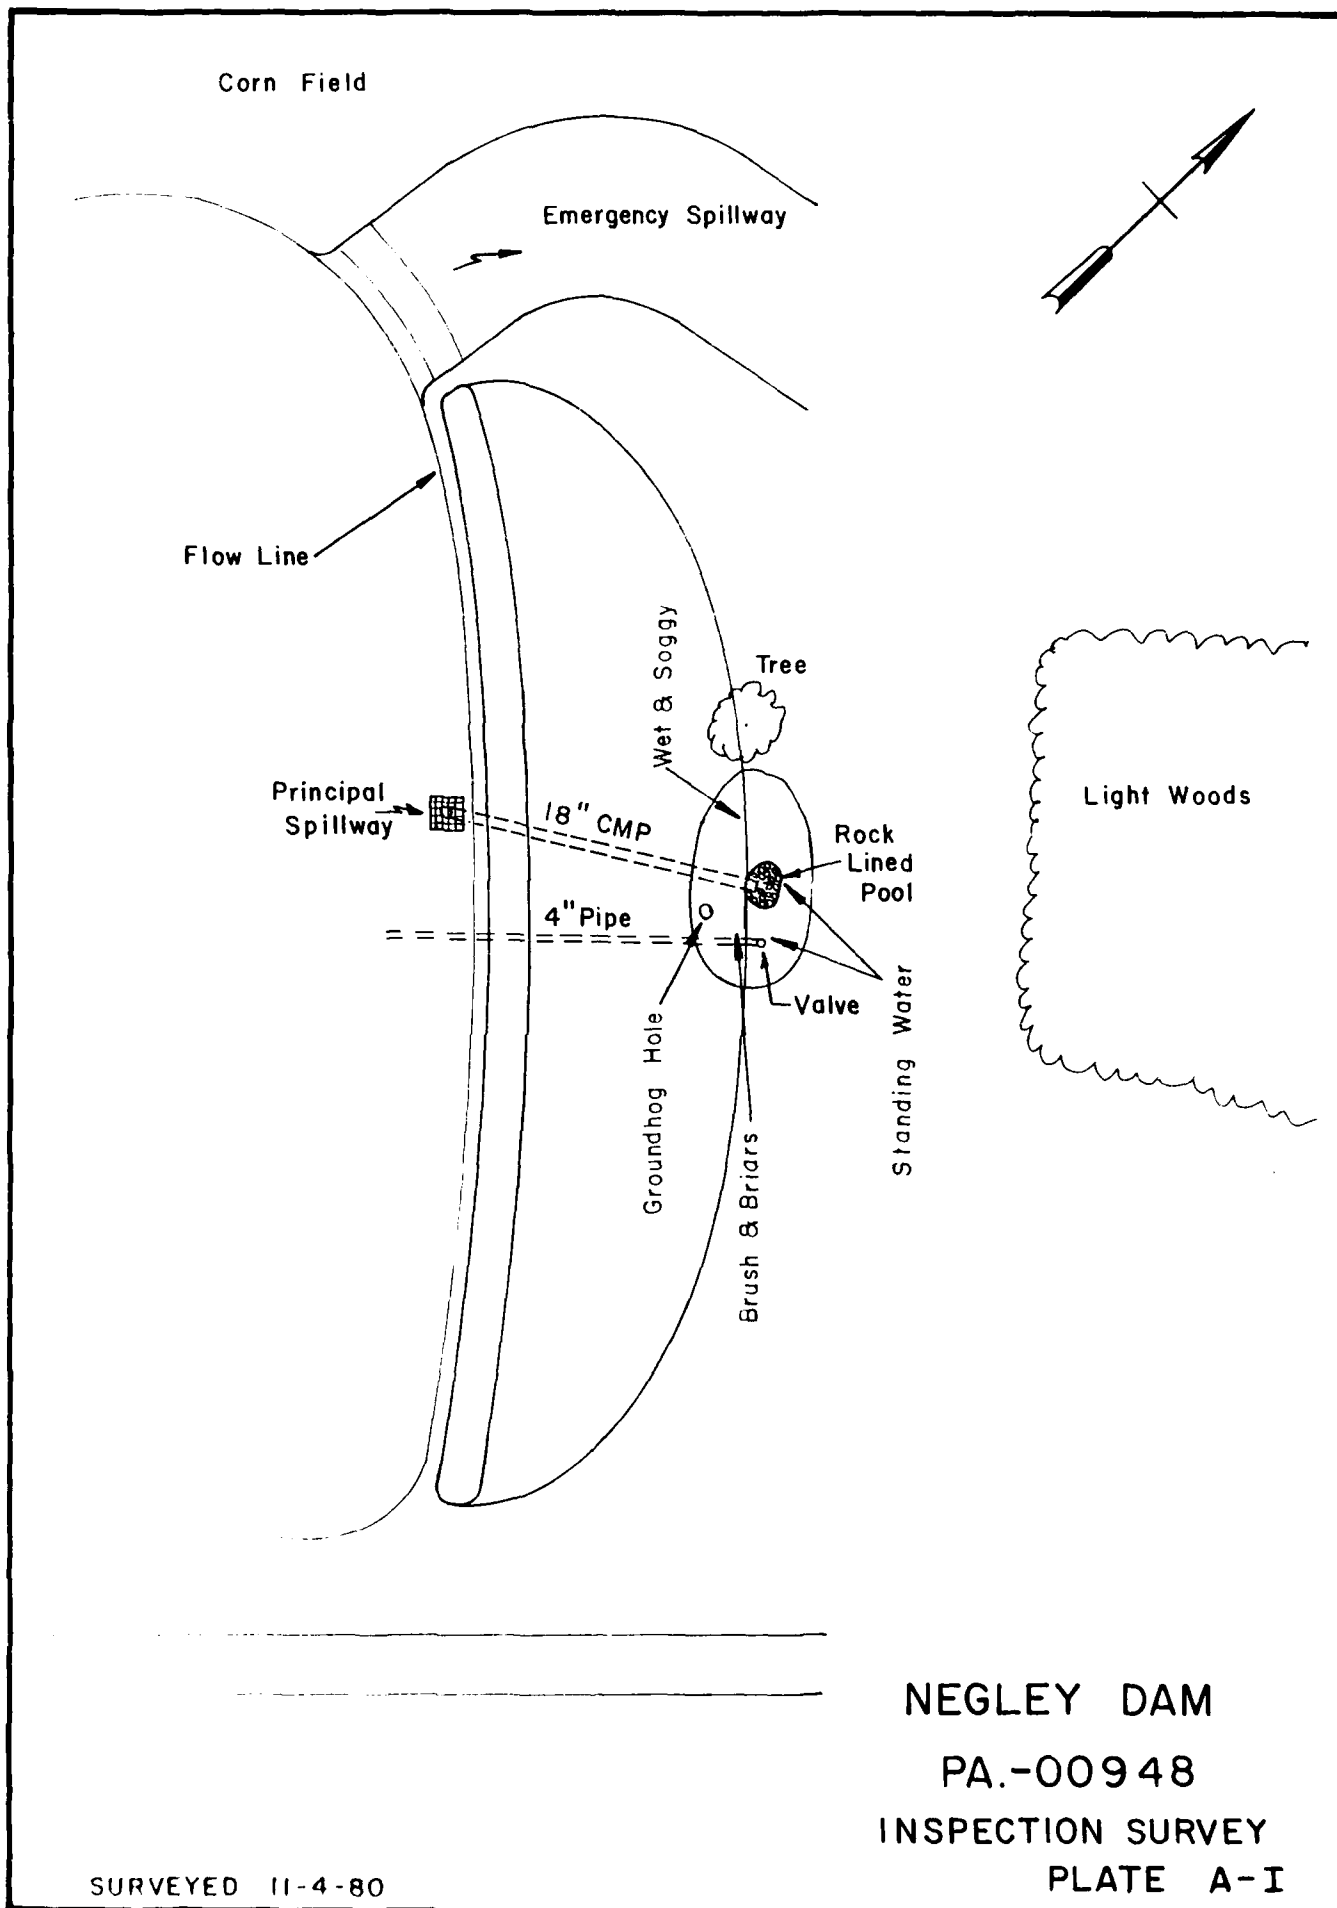 Corn Field
Emergency Spillway
Flow Line
Wet & Soggy
Tree
Principal
Spillway
18" CMP
Rock
Lined
Pool
Light Woods
4" Pipe
Valve
Groundhog Hole
Brush & Briars
Standing Water
NEGLEY DAM
PA.-00948
INSPECTION SURVEY
PLATE A-I
SURVEYED 11-4-80